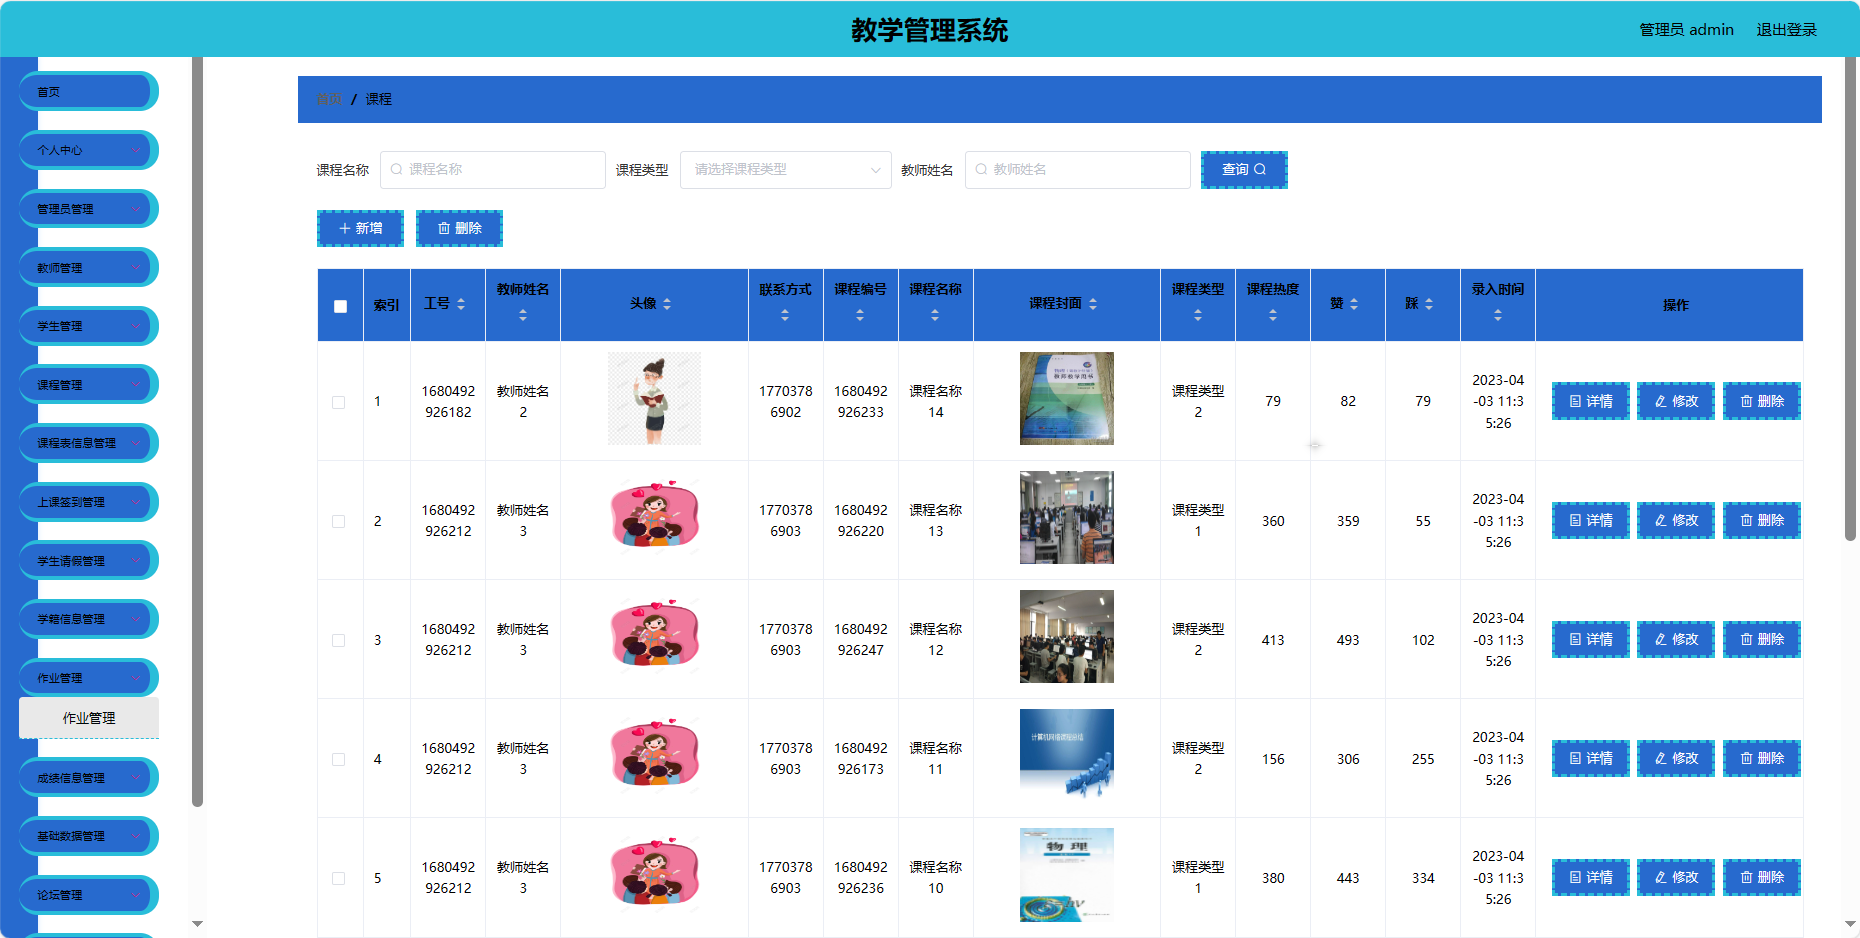 教学管理系统
管理员 admin 退出登录
首页
个人中心
管理员管理
教师管理
学生管理
课程管理
课程表信息管理
上课签到管理
学生请假管理
学籍信息管理
作业管理
作业管理
成绩信息管理
基础数据管理
论坛管理
首页 / 课程
课程名称 课程名称 课程类型 请选择课程类型 教师姓名 教师姓名 查询
新增 删除
索引 工号 教师姓名 头像 联系方式 课程编号 课程名称 课程封面 课程类型 课程热度 赞 踩 录入时间 操作
1 1680492926182 教师姓名2 17703786902 1680492926233 课程名称14 课程类型2 79 82 79 2023-04-03 11:35:26 详情 修改 删除
教师教学用书
2 1680492926212 教师姓名3 17703786903 1680492926220 课程名称13 课程类型1 360 359 55 2023-04-03 11:35:26 详情 修改 删除
3 1680492926212 教师姓名3 17703786903 1680492926247 课程名称12 课程类型2 413 493 102 2023-04-03 11:35:26 详情 修改 删除
4 1680492926212 教师姓名3 17703786903 1680492926173 课程名称11 课程类型2 156 306 255 2023-04-03 11:35:26 详情 修改 删除
5 1680492926212 教师姓名3 17703786903 1680492926236 课程名称10 课程类型1 380 443 334 2023-04-03 11:35:26 详情 修改 删除
物理